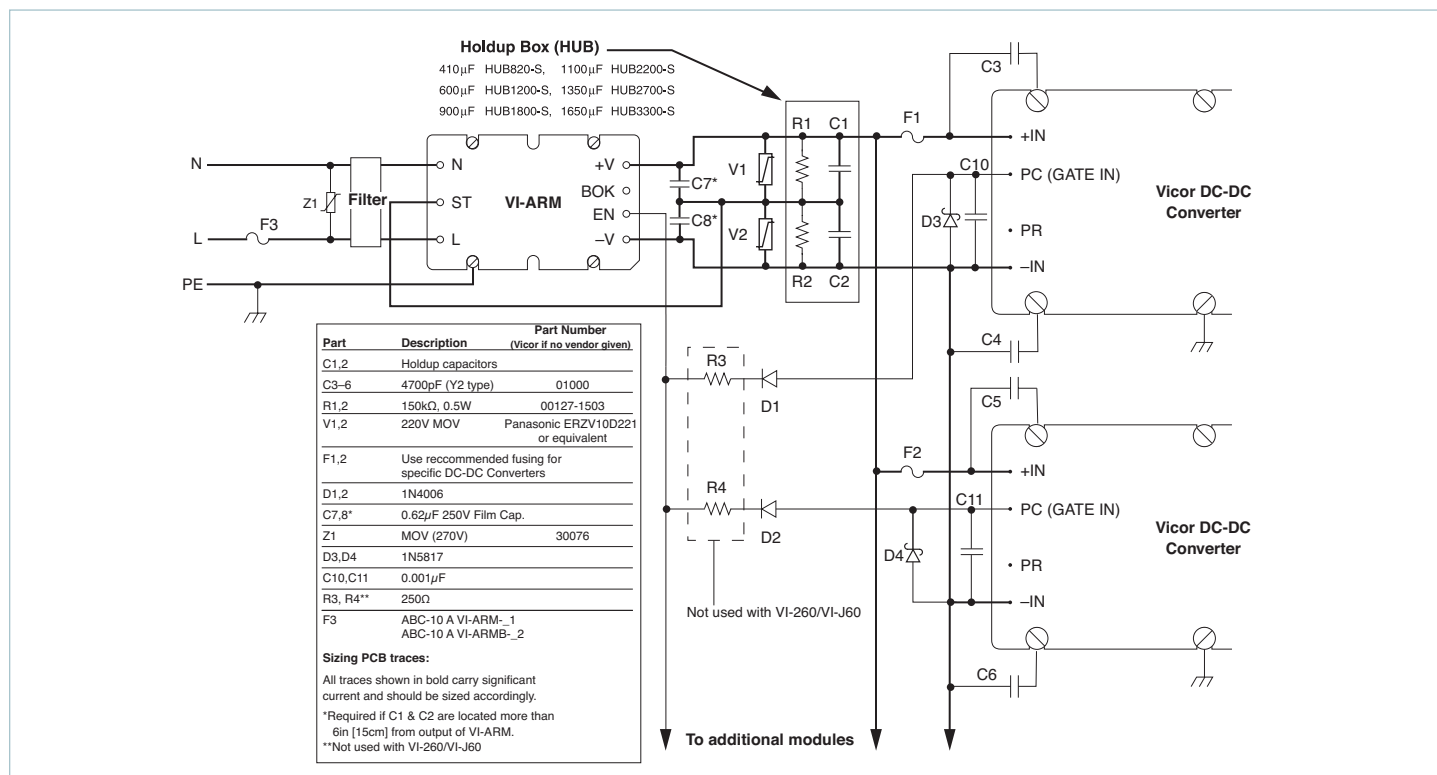 Holdup Box (HUB)
410µF HUB820-S, 1100µF HUB2200-S
600µF HUB1200-S, 1350µF HUB2700-S
900µF HUB1800-S, 1650µF HUB3300-S
N
Z1
Filter
F3
L
PE
N
ST
L
VI-ARM
+V
BOK
EN
–V
C7*
C8*
V1
V2
R1
C1
R2
C2
F1
C3
+IN
C10
PC (GATE IN)
D3
PR
–IN
Vicor DC-DC
Converter
C4
R3
D1
R4
D2
Not used with VI-260/VI-J60
C5
F2
+IN
C11
PC (GATE IN)
D4
PR
–IN
Vicor DC-DC
Converter
C6
To additional modules
Part Description Part Number
(Vicor if no vendor given)
C1,2 Holdup capacitors
C3–6 4700pF (Y2 type) 01000
R1,2 150kΩ, 0.5W 00127-1503
V1,2 220V MOV Panasonic ERZV10D221
or equivalent
F1,2 Use reccommended fusing for
specific DC-DC Converters
D1,2 1N4006
C7,8* 0.62µF 250V Film Cap.
Z1 MOV (270V) 30076
D3,D4 1N5817
C10,C11 0.001µF
R3, R4** 250Ω
F3 ABC-10 A VI-ARM-_1
ABC-10 A VI-ARMB-_2
Sizing PCB traces:
All traces shown in bold carry significant
current and should be sized accordingly.
*Required if C1 & C2 are located more than
6in [15cm] from output of VI-ARM.
**Not used with VI-260/VI-J60